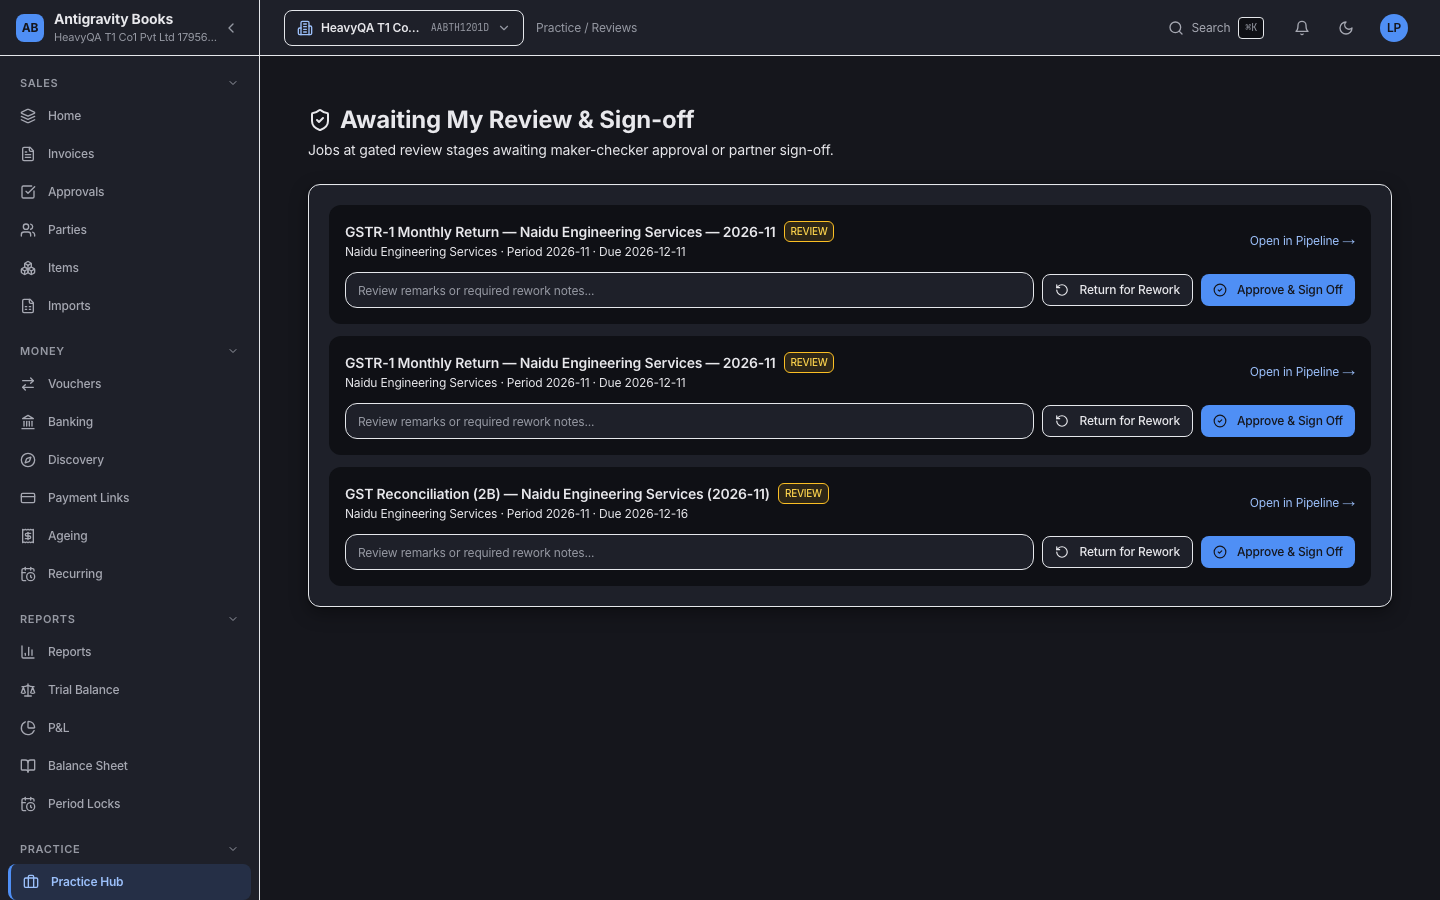 AB
Antigravity Books
HeavyQA T1 Co1 Pvt Ltd 17956...
HeavyQA T1 Co...
AABTH1201D
Practice / Reviews
Search
⌘K
LP
SALES
Home
Invoices
Approvals
Parties
Items
Imports
MONEY
Vouchers
Banking
Discovery
Payment Links
Ageing
Recurring
REPORTS
Reports
Trial Balance
P&L
Balance Sheet
Period Locks
PRACTICE
Practice Hub
Awaiting My Review & Sign-off
Jobs at gated review stages awaiting maker-checker approval or partner sign-off.
GSTR-1 Monthly Return — Naidu Engineering Services — 2026-11 REVIEW
Naidu Engineering Services · Period 2026-11 · Due 2026-12-11
Open in Pipeline →
Review remarks or required rework notes...
Return for Rework
Approve & Sign Off
GSTR-1 Monthly Return — Naidu Engineering Services — 2026-11 REVIEW
Naidu Engineering Services · Period 2026-11 · Due 2026-12-11
Open in Pipeline →
Review remarks or required rework notes...
Return for Rework
Approve & Sign Off
GST Reconciliation (2B) — Naidu Engineering Services (2026-11) REVIEW
Naidu Engineering Services · Period 2026-11 · Due 2026-12-16
Open in Pipeline →
Review remarks or required rework notes...
Return for Rework
Approve & Sign Off